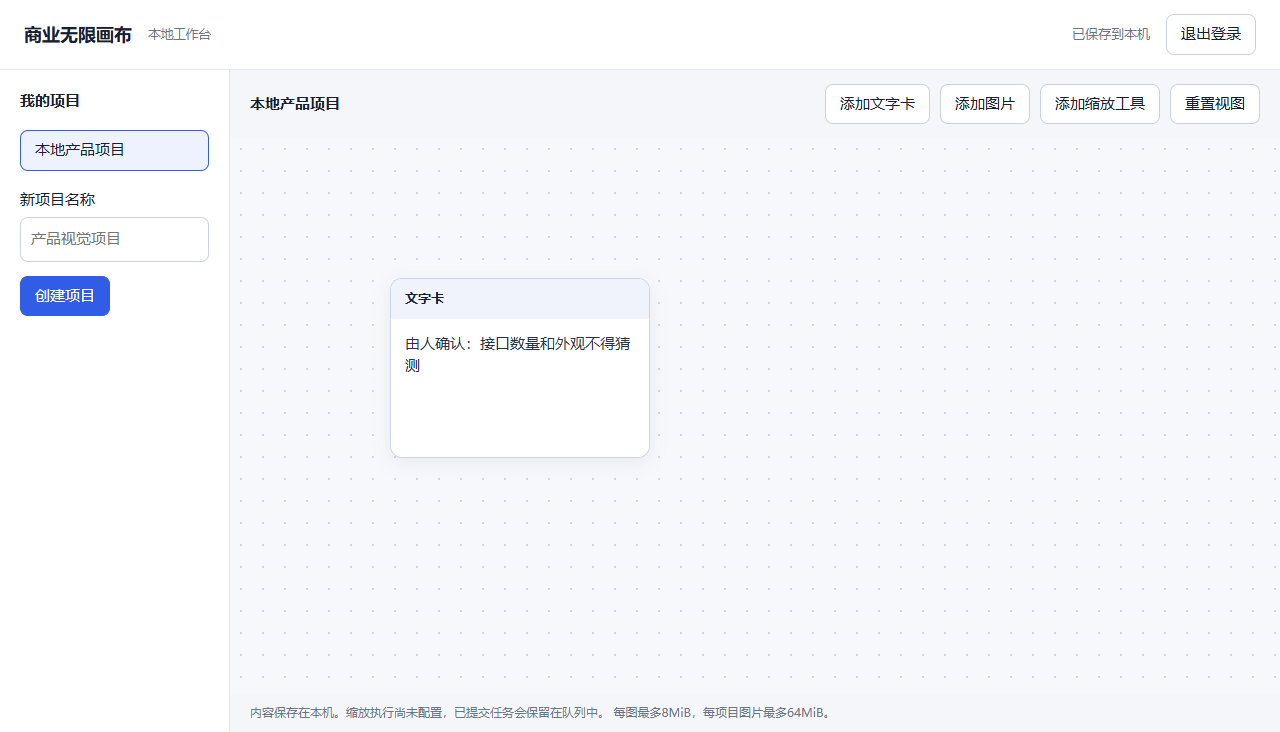 商业无限画布
本地工作台
已保存到本机
退出登录
我的项目
本地产品项目
新项目名称
产品视觉项目
创建项目
本地产品项目
添加文字卡
添加图片
添加缩放工具
重置视图
文字卡
由人确认：接口数量和外观不得猜
测
内容保存在本机。缩放执行尚未配置，已提交任务会保留在队列中。 每图最多8MiB，每项目图片最多64MiB。